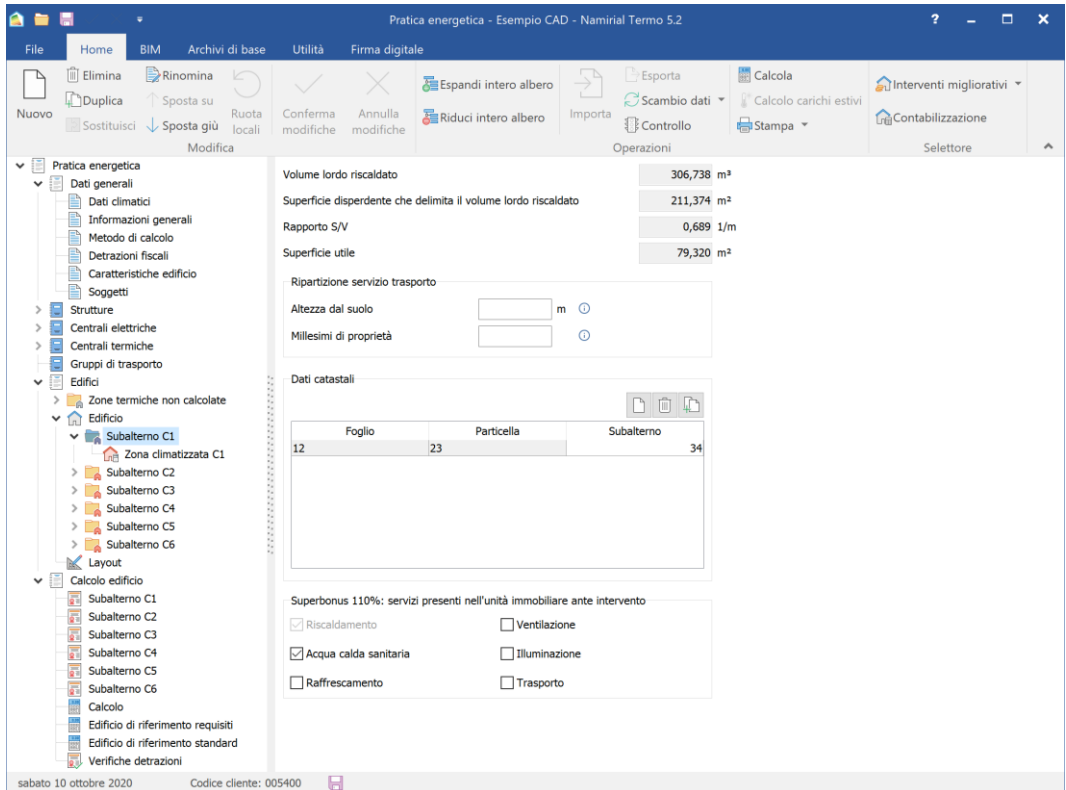 Pratica energetica - Esempio CAD - Namirial Termo 5.2
?
File Home BIM Archivi di base Utilità Firma digitale
Nuovo
Elimina
Duplica
Sostituisci
Rinomina
Sposta su
Sposta giù
Ruota
locali
Conferma
modifiche
Annulla
modifiche
Modifica
Espandi intero albero
Riduci intero albero
Importa
Esporta
Scambio dati
Controllo
Calcola
Calcolo carichi estivi
Stampa
Operazioni
Interventi migliorativi
Contabilizzazione
Selettore
Pratica energetica
Dati generali
Dati climatici
Informazioni generali
Metodo di calcolo
Detrazioni fiscali
Caratteristiche edificio
Soggetti
Strutture
Centrali elettriche
Centrali termiche
Gruppi di trasporto
Edifici
Zone termiche non calcolate
Edificio
Subalterno C1
Zona climatizzata C1
Subalterno C2
Subalterno C3
Subalterno C4
Subalterno C5
Subalterno C6
Layout
Calcolo edificio
Subalterno C1
Subalterno C2
Subalterno C3
Subalterno C4
Subalterno C5
Subalterno C6
Calcolo
Edificio di riferimento requisiti
Edificio di riferimento standard
Verifiche detrazioni
Volume lordo riscaldato 306,738 m³
Superficie disperdente che delimita il volume lordo riscaldato 211,374 m²
Rapporto S/V 0,689 1/m
Superficie utile 79,320 m²
Ripartizione servizio trasporto
Altezza dal suolo m
Millesimi di proprietà
Dati catastali
Foglio Particella Subalterno
12 23 34
Superbonus 110%: servizi presenti nell'unità immobiliare ante intervento
Riscaldamento Ventilazione
Acqua calda sanitaria Illuminazione
Raffrescamento Trasporto
sabato 10 ottobre 2020 Codice cliente: 005400